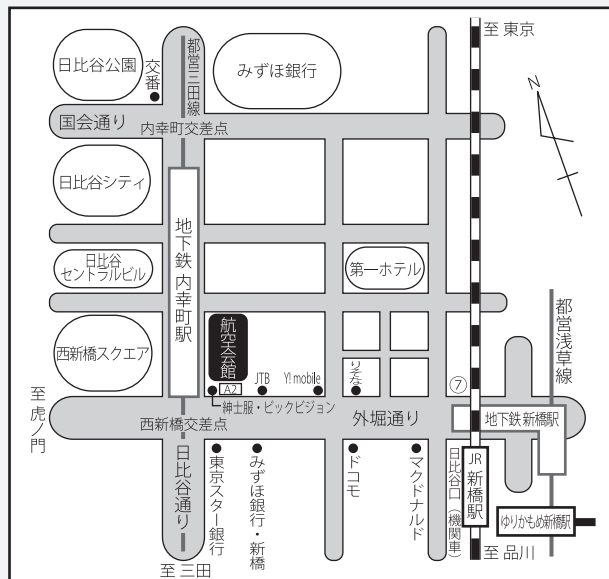 至 東京
日比谷公園
交番
都営三田線
みずほ銀行
N
国会通り
内幸町交差点
日比谷シティ
地下鉄 内幸町駅
日比谷
セントラルビル
第一ホテル
都営浅草線
西新橋スクエア
航空会館
JTB
Y! mobile
りそな
A2
⑦
紳士服・ビックビジョン
至 虎ノ門
西新橋交差点
外堀通り
地下鉄 新橋駅
日比谷通り
東京スター銀行
みずほ銀行・新橋
ドコモ
マクドナルド
日比谷口(機関車)
JR 新橋駅
ゆりかもめ新橋駅
至 三田
至 品川